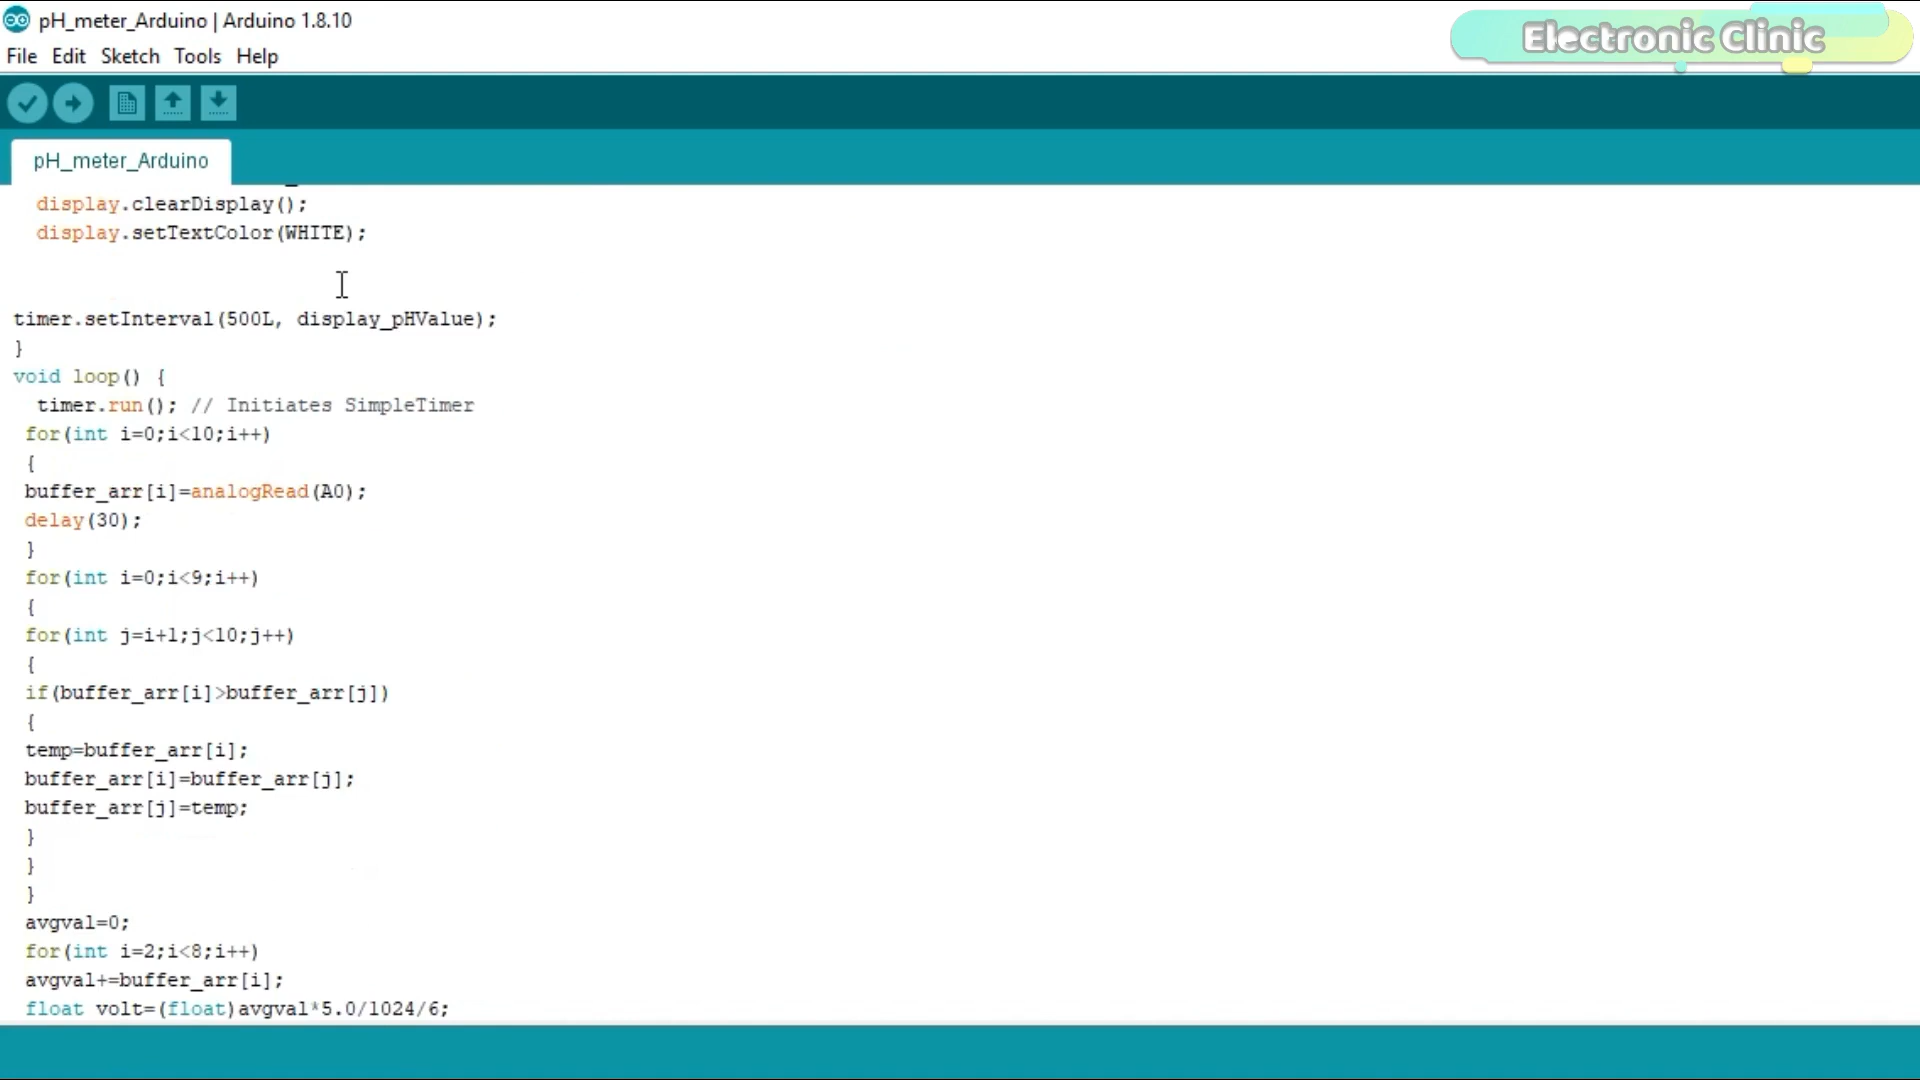 pH_meter_Arduino | Arduino 1.8.10
Electronic Clinic
File Edit Sketch Tools Help
pH_meter_Arduino
display.clearDisplay();
display.setTextColor(WHITE);
timer.setInterval(500L, display_pHValue);
}
void loop() {
timer.run(); // Initiates SimpleTimer
for(int i=0;i<10;i++)
{
buffer_arr[i]=analogRead(A0);
delay(30);
}
for(int i=0;i<9;i++)
{
for(int j=i+1;j<10;j++)
{
if(buffer_arr[i]>buffer_arr[j])
{
temp=buffer_arr[i];
buffer_arr[i]=buffer_arr[j];
buffer_arr[j]=temp;
}
}
}
avgval=0;
for(int i=2;i<8;i++)
avgval+=buffer_arr[i];
float volt=(float)avgval*5.0/1024/6;